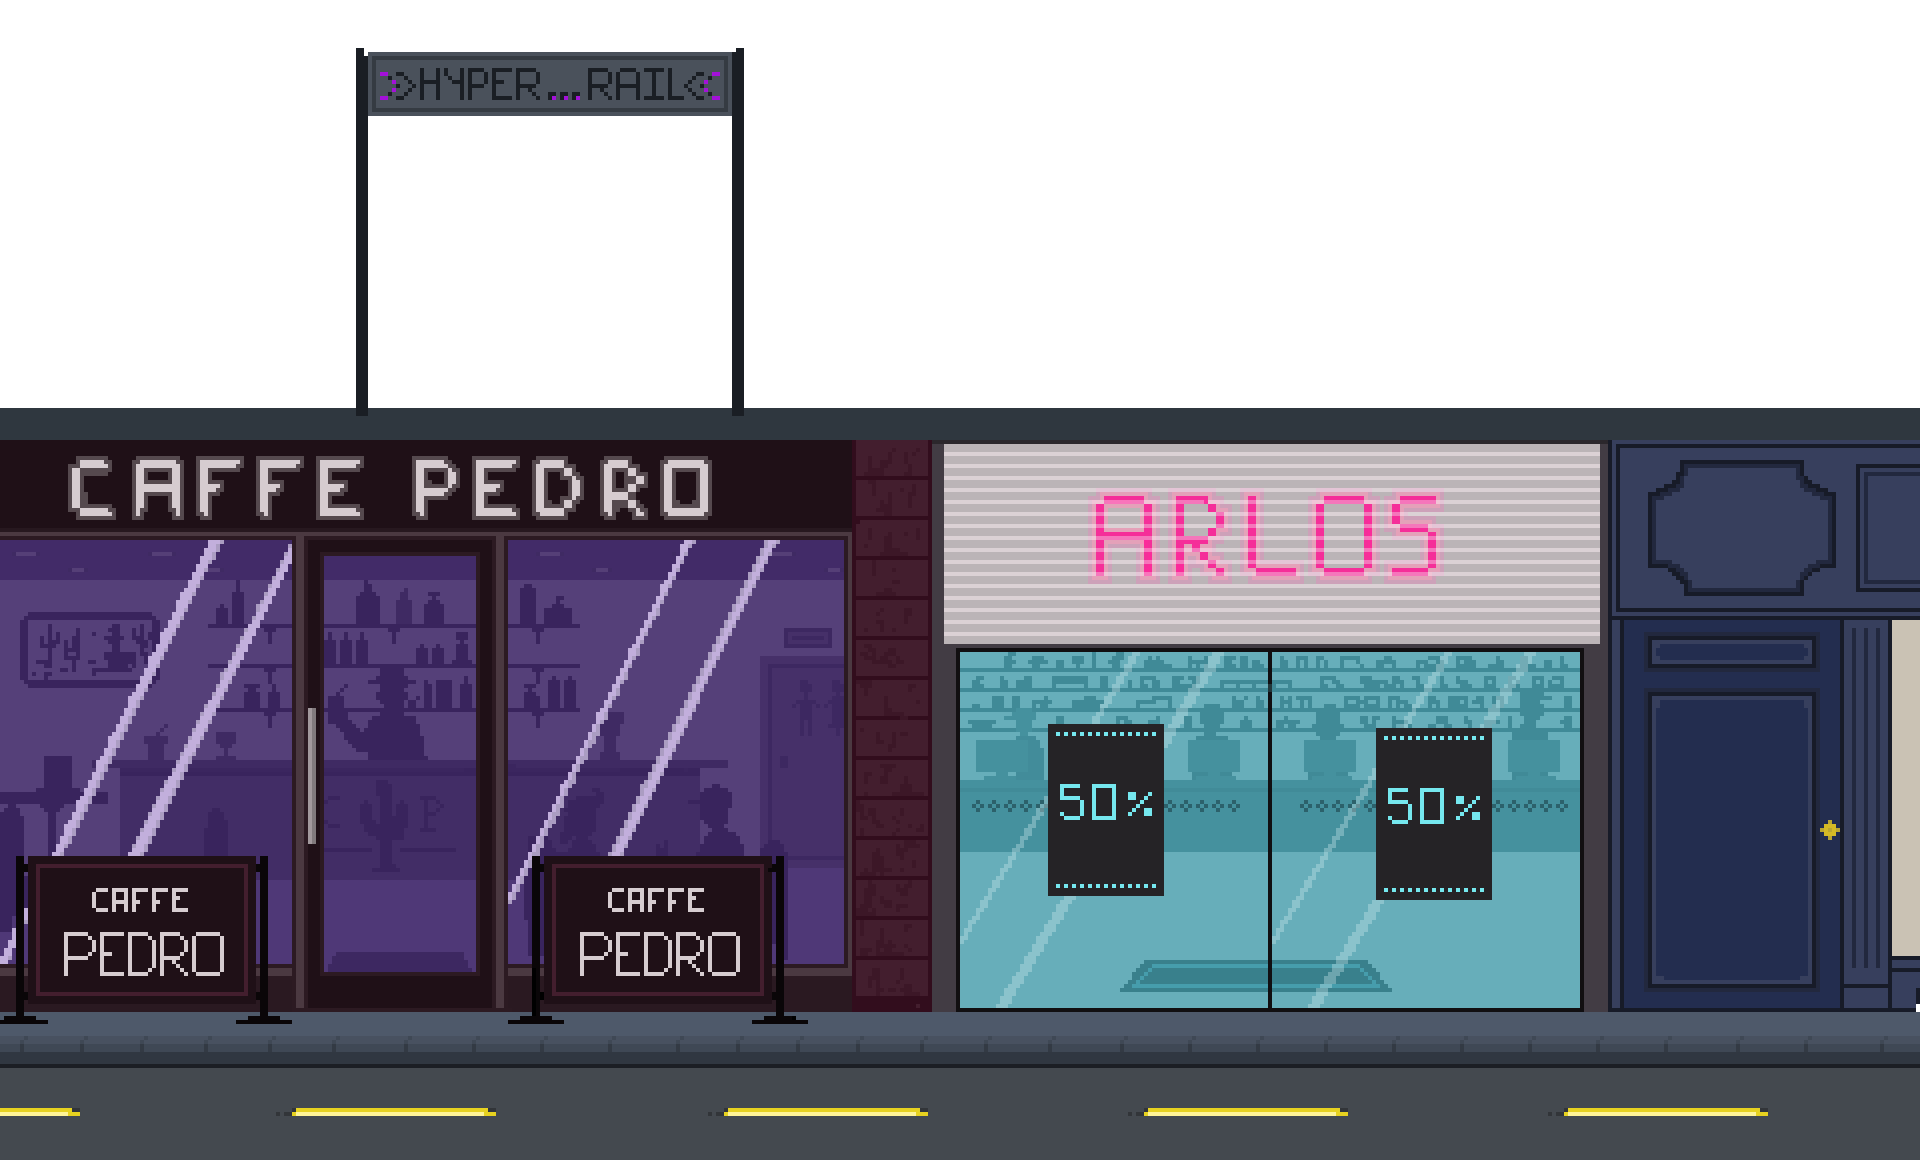 HYPER...RAIL
CAFFE PEDRO
ARLOS
50%
50%
C P
CAFFE
PEDRO
CAFFE
PEDRO